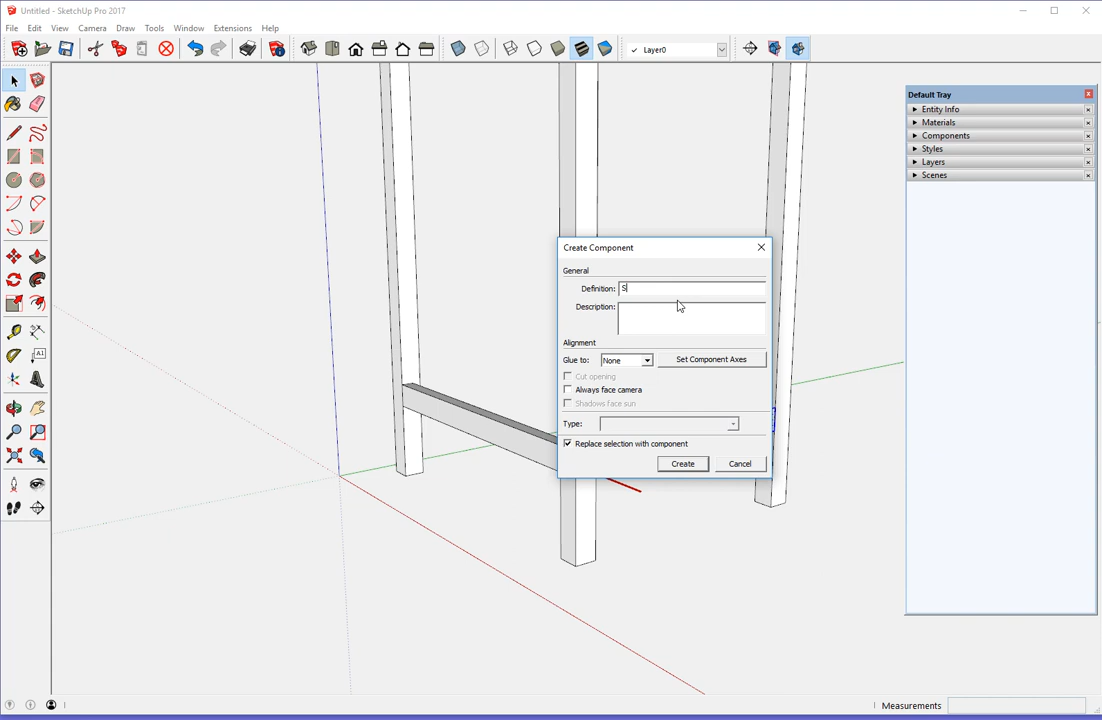 Untitled - SketchUp Pro 2017
File Edit View Camera Draw Tools Window Extensions Help
Layer0
Default Tray
Entity Info
Materials
Components
Styles
Layers
Scenes
Create Component
General
Definition: S
Description:
Alignment
Glue to: None Set Component Axes
Cut opening
Always face camera
Shadows face sun
Type:
Replace selection with component
Create Cancel
A1
Measurements